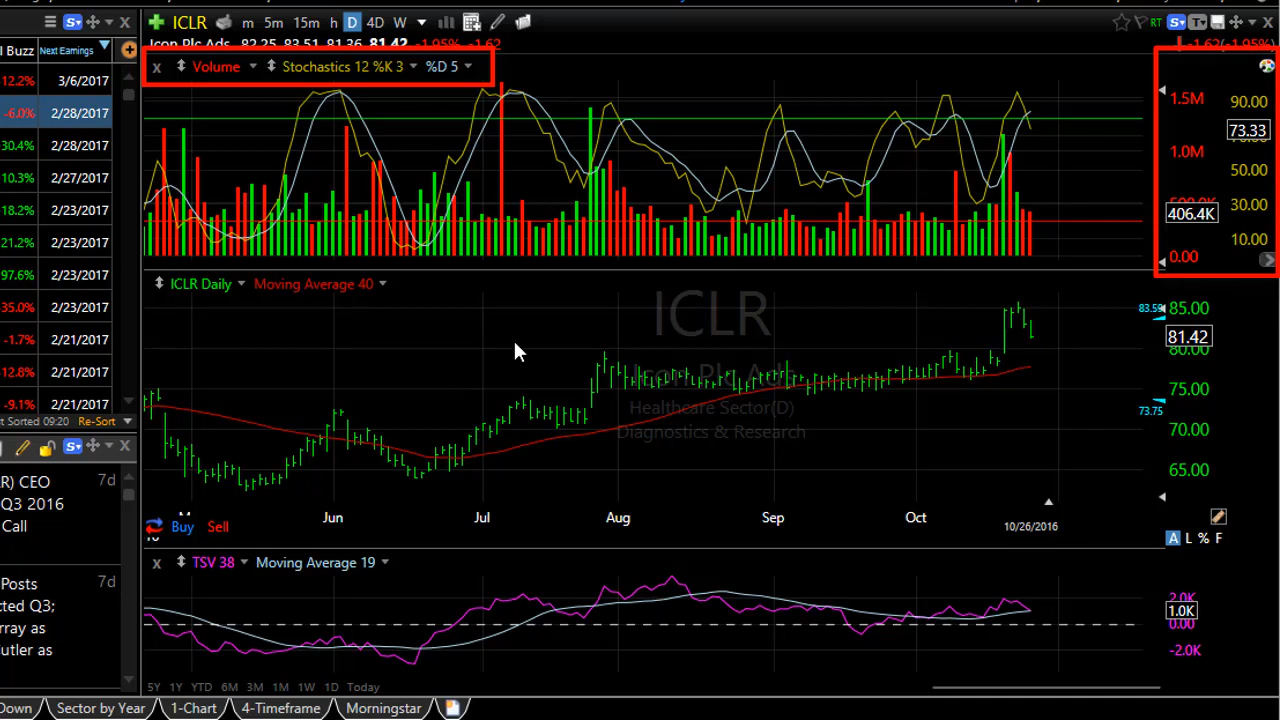 ICLR m 5m 15m h D 4D W RT S T
Icon Plc Ads 82.25 83.51 81.36 81.42 -1.95% -1.62
-1.62(-1.95%)
l Buzz Next Earnings
12.2% 3/6/2017
-6.0% 2/28/2017
30.4% 2/28/2017
10.3% 2/27/2017
18.2% 2/23/2017
21.2% 2/23/2017
97.6% 2/23/2017
35.0% 2/23/2017
-1.7% 2/21/2017
12.8% 2/21/2017
-9.1% 2/21/2017
st Sorted 09:20 Re-Sort
S
R) CEO 7d
Q3 2016
Call
Posts 7d
cted Q3;
rray as
Cutler as
x Volume Stochastics 12 %K 3 %D 5
1.5M 90.00
73.33
1.0M 50.00
30.00
406.4K
0.00 10.00
ICLR Daily Moving Average 40
ICLR
Icon Plc Ads
Healthcare Sector(D)
Diagnostics & Research
83.59 85.00
81.42
80.00
75.00
73.75
70.00
65.00
Jun Jul Aug Sep Oct
10/26/2016
Buy Sell
A L % F
x TSV 38 Moving Average 19
2.0K
1.0K
0.00
-2.0K
5Y 1Y YTD 6M 3M 1M 1W 1D Today
Down Sector by Year 1-Chart 4-Timeframe Morningstar